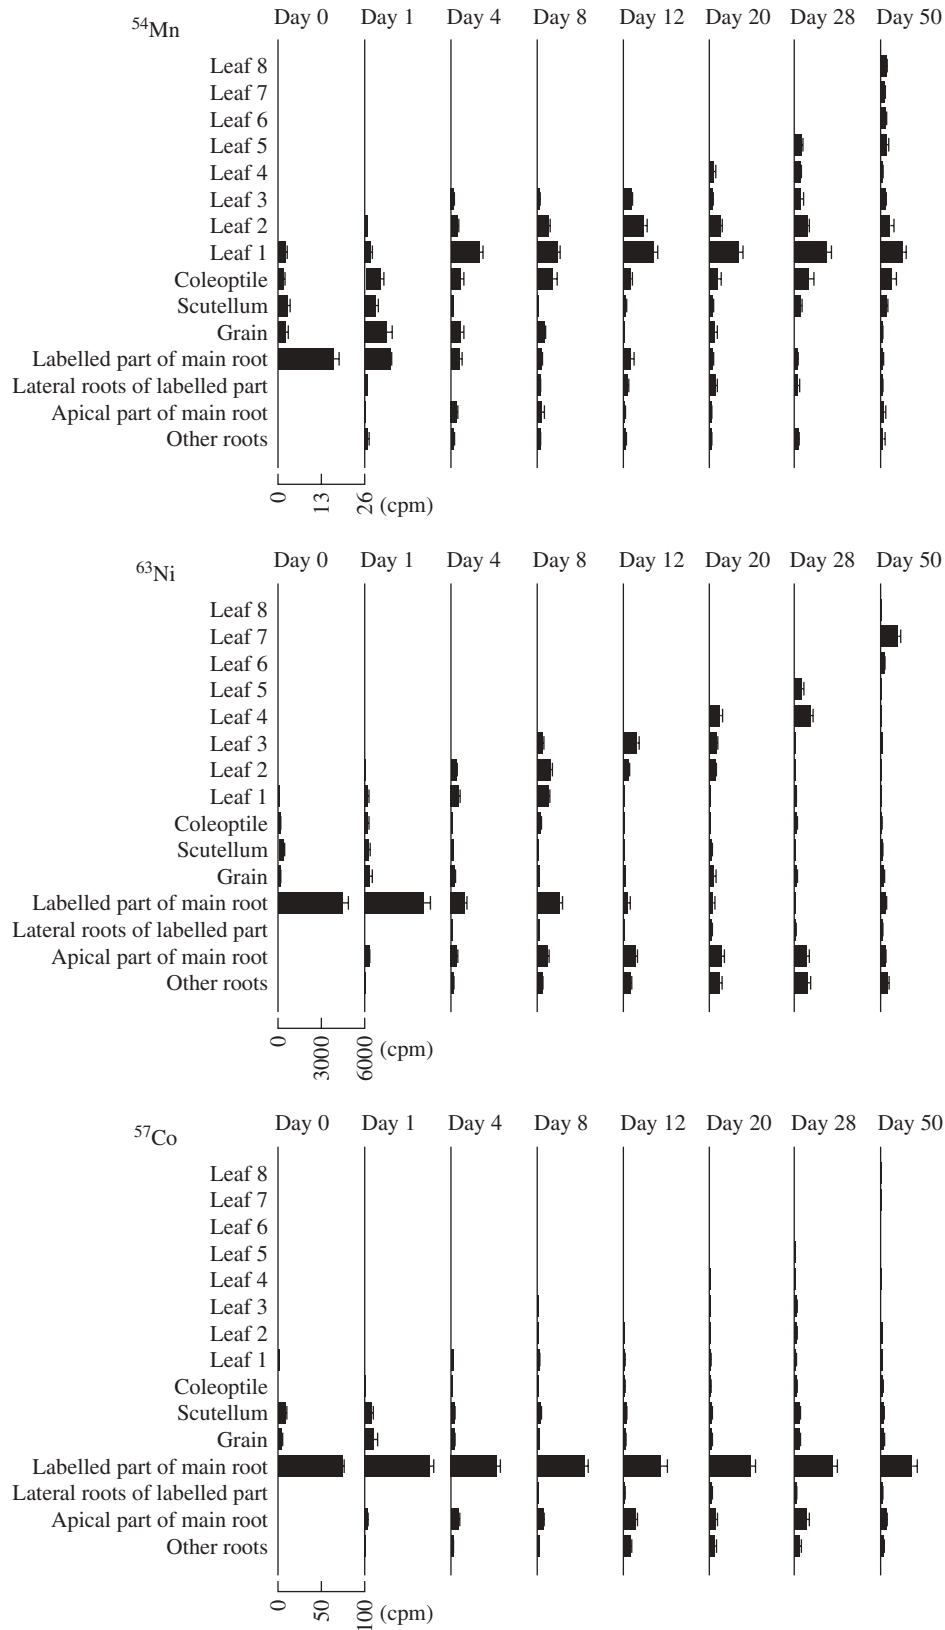 ⁵⁴Mn
Day 0 Day 1 Day 4 Day 8 Day 12 Day 20 Day 28 Day 50
Leaf 8
Leaf 7
Leaf 6
Leaf 5
Leaf 4
Leaf 3
Leaf 2
Leaf 1
Coleoptile
Scutellum
Grain
Labelled part of main root
Lateral roots of labelled part
Apical part of main root
Other roots
0 13 26 (cpm)
⁶³Ni
Day 0 Day 1 Day 4 Day 8 Day 12 Day 20 Day 28 Day 50
Leaf 8
Leaf 7
Leaf 6
Leaf 5
Leaf 4
Leaf 3
Leaf 2
Leaf 1
Coleoptile
Scutellum
Grain
Labelled part of main root
Lateral roots of labelled part
Apical part of main root
Other roots
0 3000 6000 (cpm)
⁵⁷Co
Day 0 Day 1 Day 4 Day 8 Day 12 Day 20 Day 28 Day 50
Leaf 8
Leaf 7
Leaf 6
Leaf 5
Leaf 4
Leaf 3
Leaf 2
Leaf 1
Coleoptile
Scutellum
Grain
Labelled part of main root
Lateral roots of labelled part
Apical part of main root
Other roots
0 50 100 (cpm)